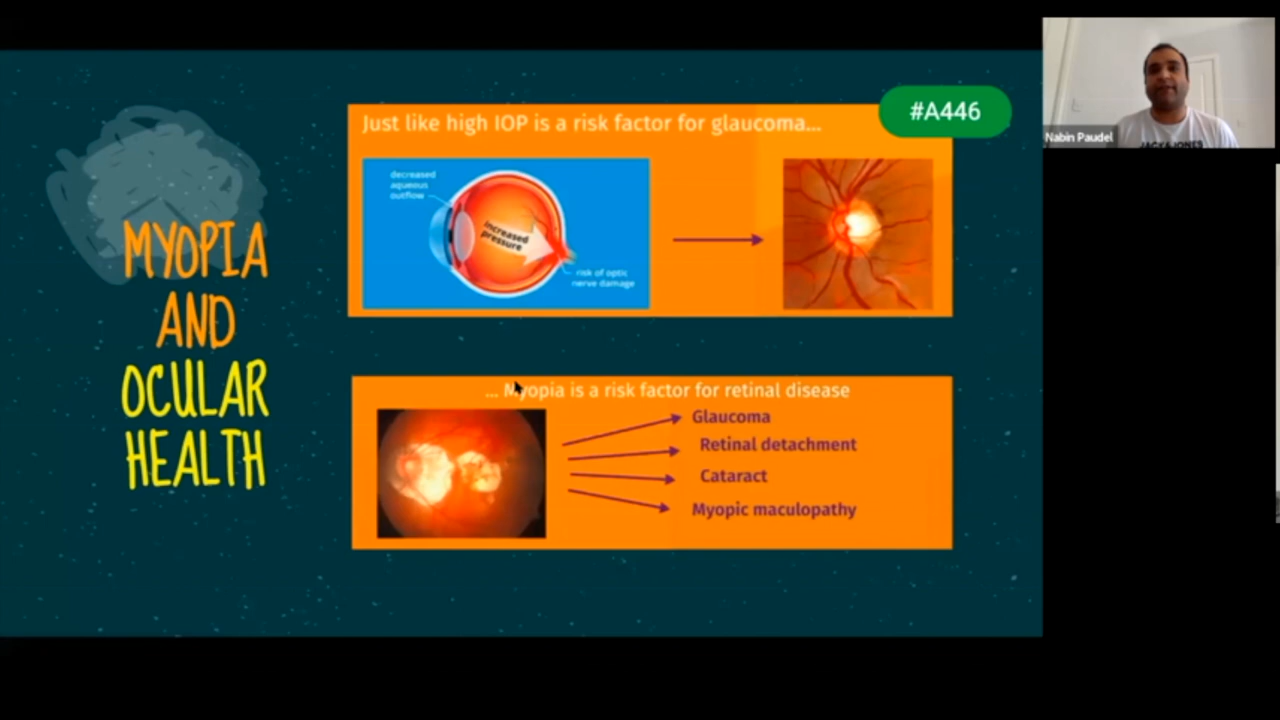 MYOPIA
AND
OCULAR
HEALTH
Just like high IOP is a risk factor for glaucoma...
#A446
decreased
aqueous
outflow
increased
pressure
risk of optic
nerve damage
... Myopia is a risk factor for retinal disease
Glaucoma
Retinal detachment
Cataract
Myopic maculopathy
Nabin Paudel